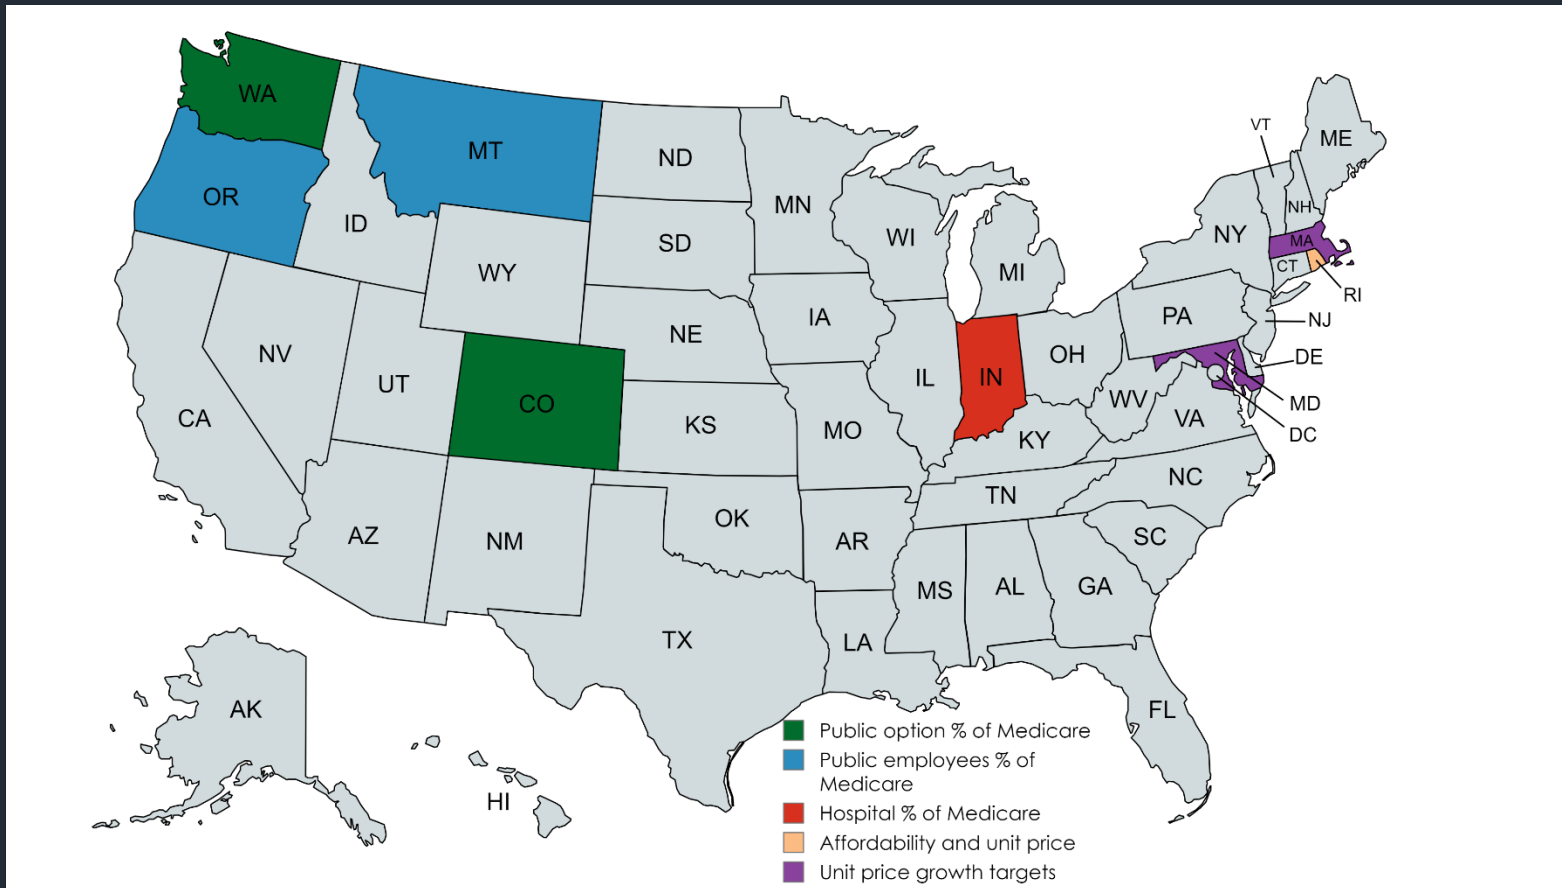 WA
MT
ND
MN
ME
VT
OR
ID
SD
WI
NH
NY
MA
WY
MI
CT
RI
NE
IA
PA
NJ
NV
UT
CO
IL
IN
OH
DE
MD
CA
KS
MO
WV
VA
DC
KY
AZ
NM
OK
TN
NC
AR
SC
TX
MS
AL
GA
LA
AK
FL
HI
Public option % of Medicare
Public employees % of
Medicare
Hospital % of Medicare
Affordability and unit price
Unit price growth targets